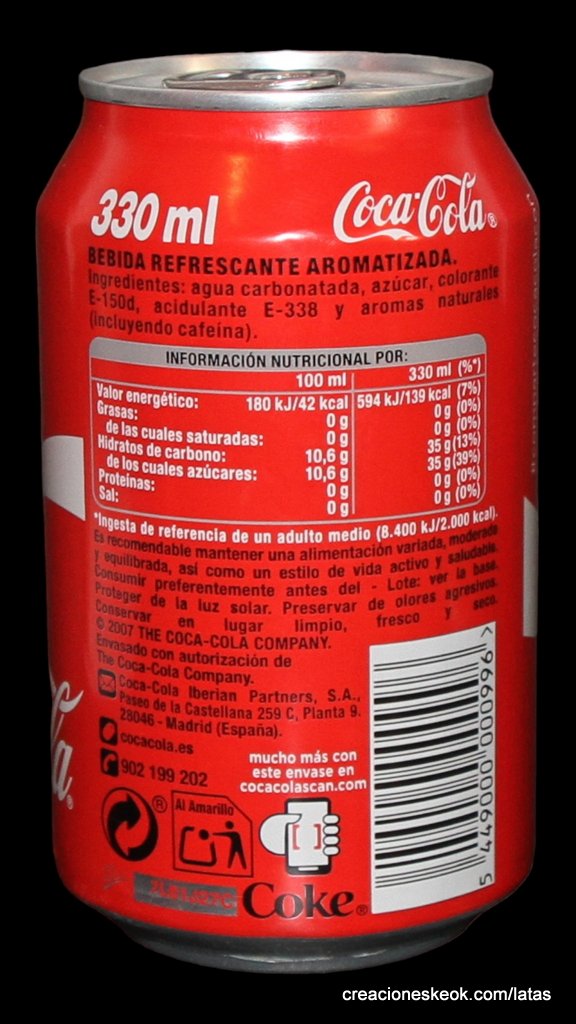 330 ml
Coca-Cola®
BEBIDA REFRESCANTE AROMATIZADA.
Ingredientes: agua carbonatada, azúcar, colorante
E-150d, acidulante E-338 y aromas naturales
(incluyendo cafeína).
INFORMACIÓN NUTRICIONAL POR:
100 ml 330 ml (%*)
Valor energético: 180 kJ/42 kcal 594 kJ/139 kcal (7%)
Grasas: 0 g 0 g (0%)
de las cuales saturadas: 0 g 0 g (0%)
Hidratos de carbono: 10,6 g 35 g (13%)
de los cuales azúcares: 10,6 g 35 g (39%)
Proteínas: 0 g 0 g (0%)
Sal: 0 g 0 g (0%)
*Ingesta de referencia de un adulto medio (8.400 kJ/2.000 kcal).
Es recomendable mantener una alimentación variada, moderada
y equilibrada, así como un estilo de vida activo y saludable.
Consumir preferentemente antes del - Lote: ver la base.
Proteger de la luz solar. Preservar de olores agresivos.
Conservar en lugar limpio, fresco y seco.
© 2007 THE COCA-COLA COMPANY.
Envasado con autorización de
The Coca-Cola Company.
Coca-Cola Iberian Partners, S.A.,
Paseo de la Castellana 259 C, Planta 9.
28046 - Madrid (España).
cocacola.es
902 199 202
mucho más con
este envase en
cocacolascan.com
®
Al Amarillo
Coke®
5 449000 000996 >
creacioneskeok.com/latas